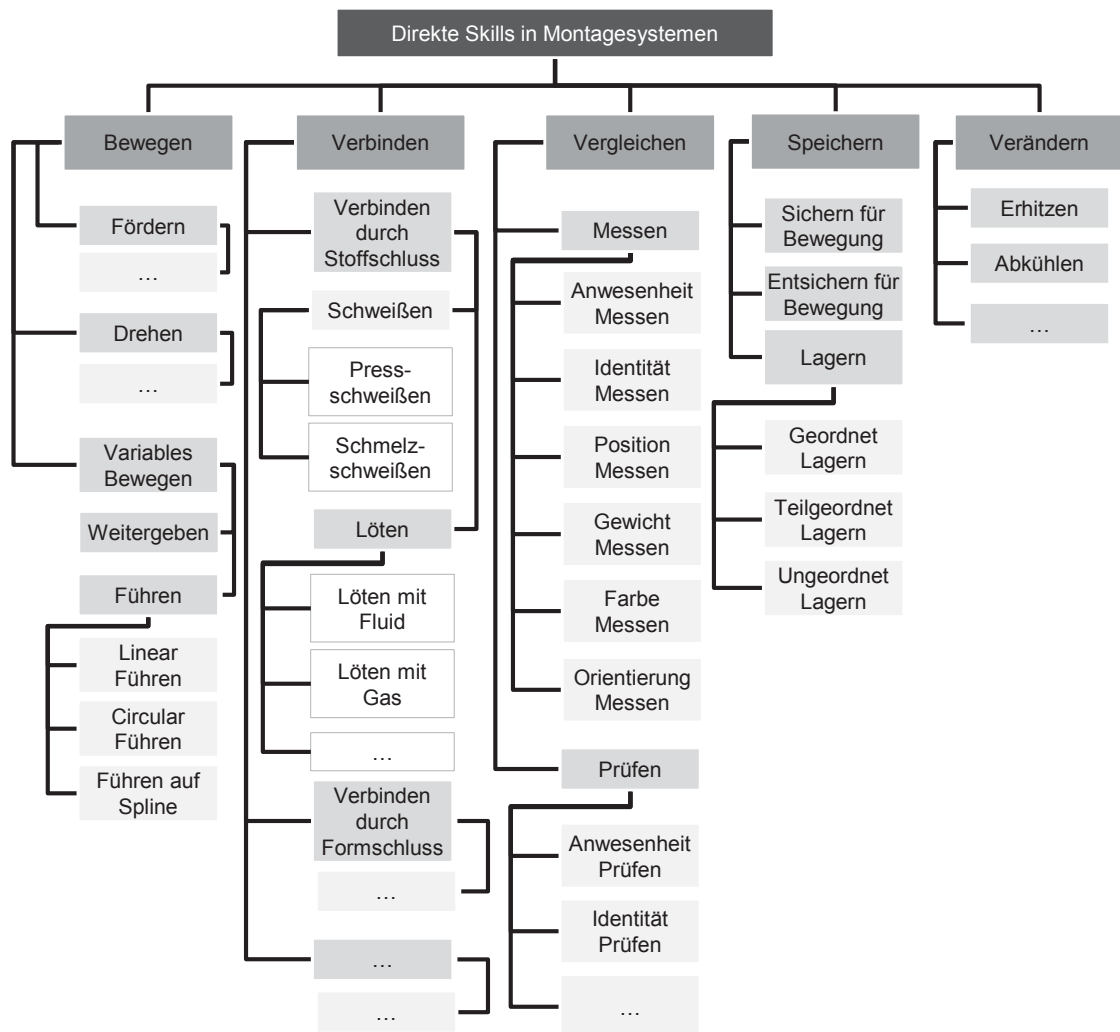 Direkte Skills in Montagesystemen
Bewegen
Fördern
…
Drehen
…
Variables
Bewegen
Weitergeben
Führen
Linear
Führen
Circular
Führen
Führen auf
Spline
Verbinden
Verbinden
durch
Stoffschluss
Schweißen
Press-
schweißen
Schmelz-
schweißen
Löten
Löten mit
Fluid
Löten mit
Gas
…
Verbinden
durch
Formschluss
…
…
…
Vergleichen
Messen
Anwesenheit
Messen
Identität
Messen
Position
Messen
Gewicht
Messen
Farbe
Messen
Orientierung
Messen
Prüfen
Anwesenheit
Prüfen
Identität
Prüfen
…
Speichern
Sichern für
Bewegung
Entsichern für
Bewegung
Lagern
Geordnet
Lagern
Teilgeordnet
Lagern
Ungeordnet
Lagern
Verändern
Erhitzen
Abkühlen
…